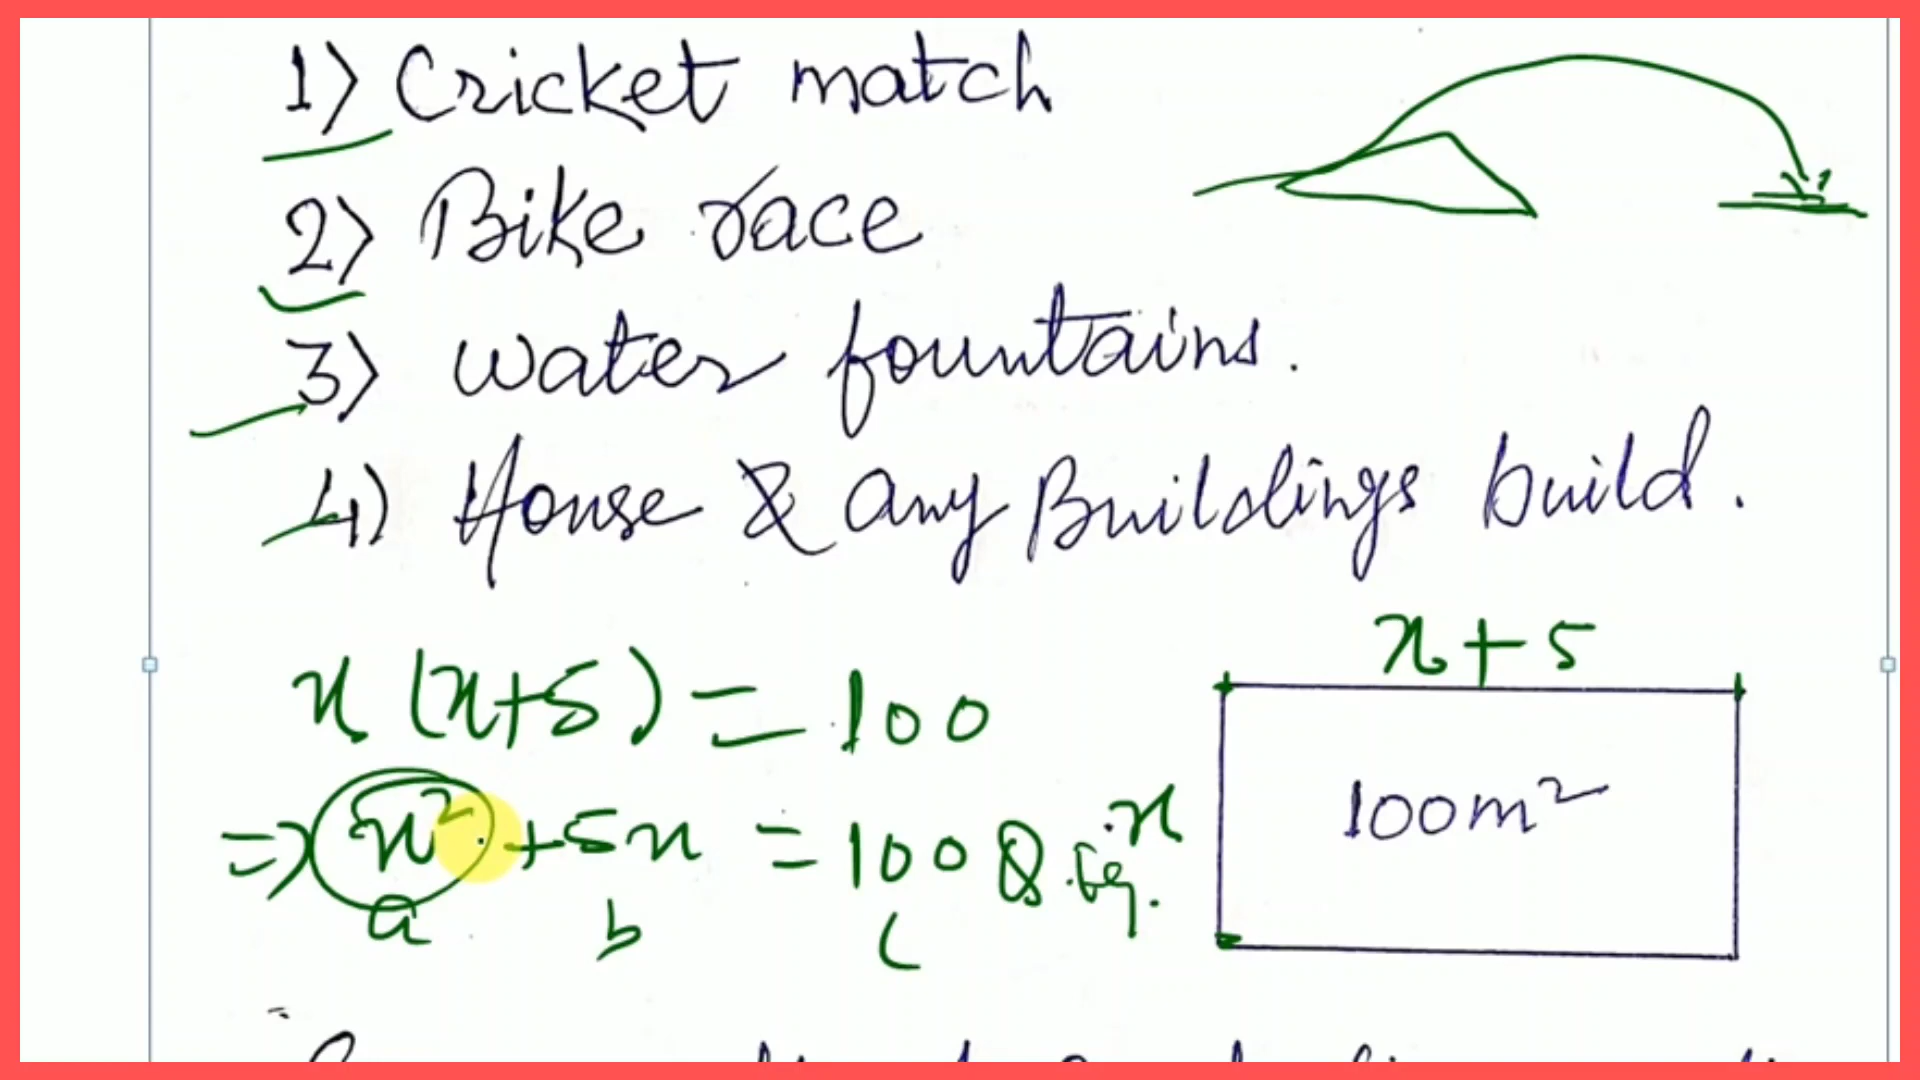 1) Cricket match
2) Bike race
3) Water fountains.
4) House & any Buildings build.
x (x+5) = 100
x+5
100m²
x
=> x² + 5x = 100 Q.Eq.
a b c